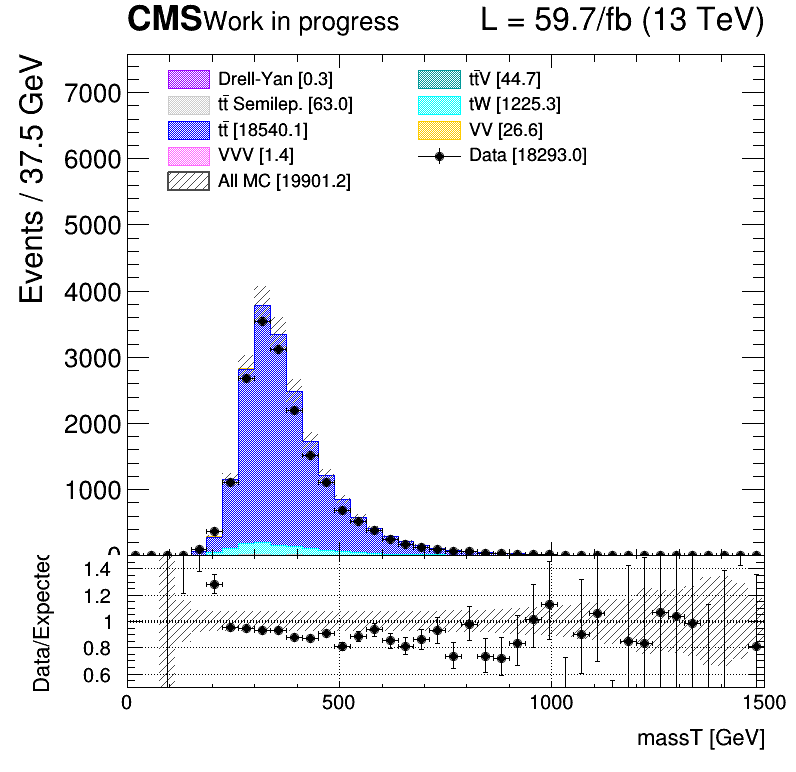 CMS Work in progress L = 59.7/fb (13 TeV)
Events / 37.5 GeV
Drell-Yan [0.3]
tt̄ Semilep. [63.0]
tt̄ [18540.1]
VVV [1.4]
All MC [19901.2]
tt̄V [44.7]
tW [1225.3]
VV [26.6]
Data [18293.0]
7000
6000
5000
4000
3000
2000
1000
0
Data/Expected
1.4
1.2
1
0.8
0.6
0 500 1000 1500
massT [GeV]